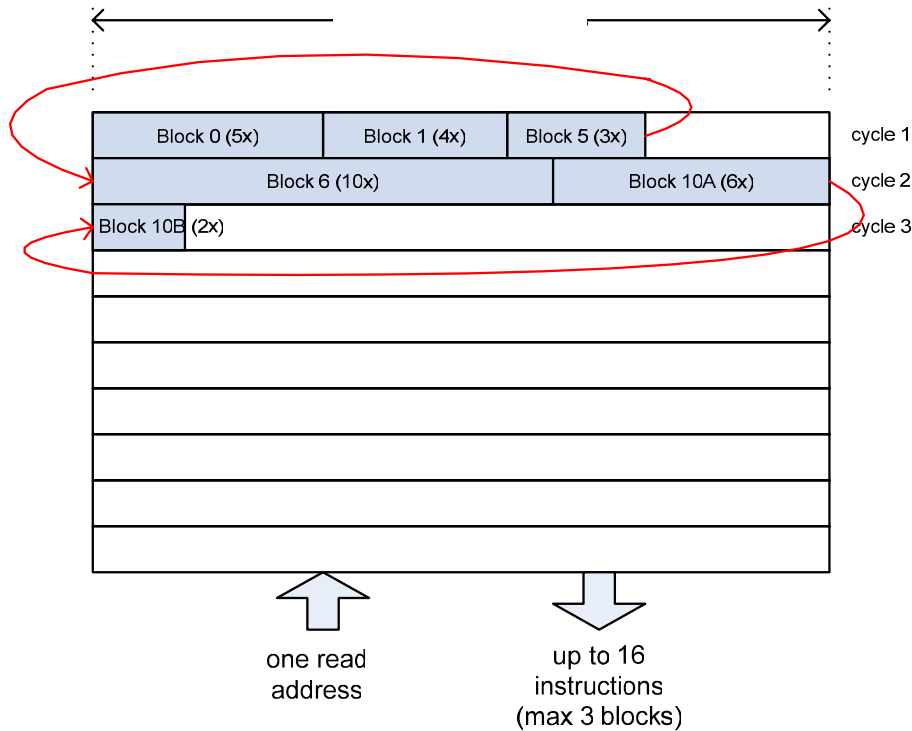 Block 0 (5x) Block 1 (4x) Block 5 (3x) cycle 1
Block 6 (10x) Block 10A (6x) cycle 2
Block 10B (2x) cycle 3
one read
address
up to 16
instructions
(max 3 blocks)